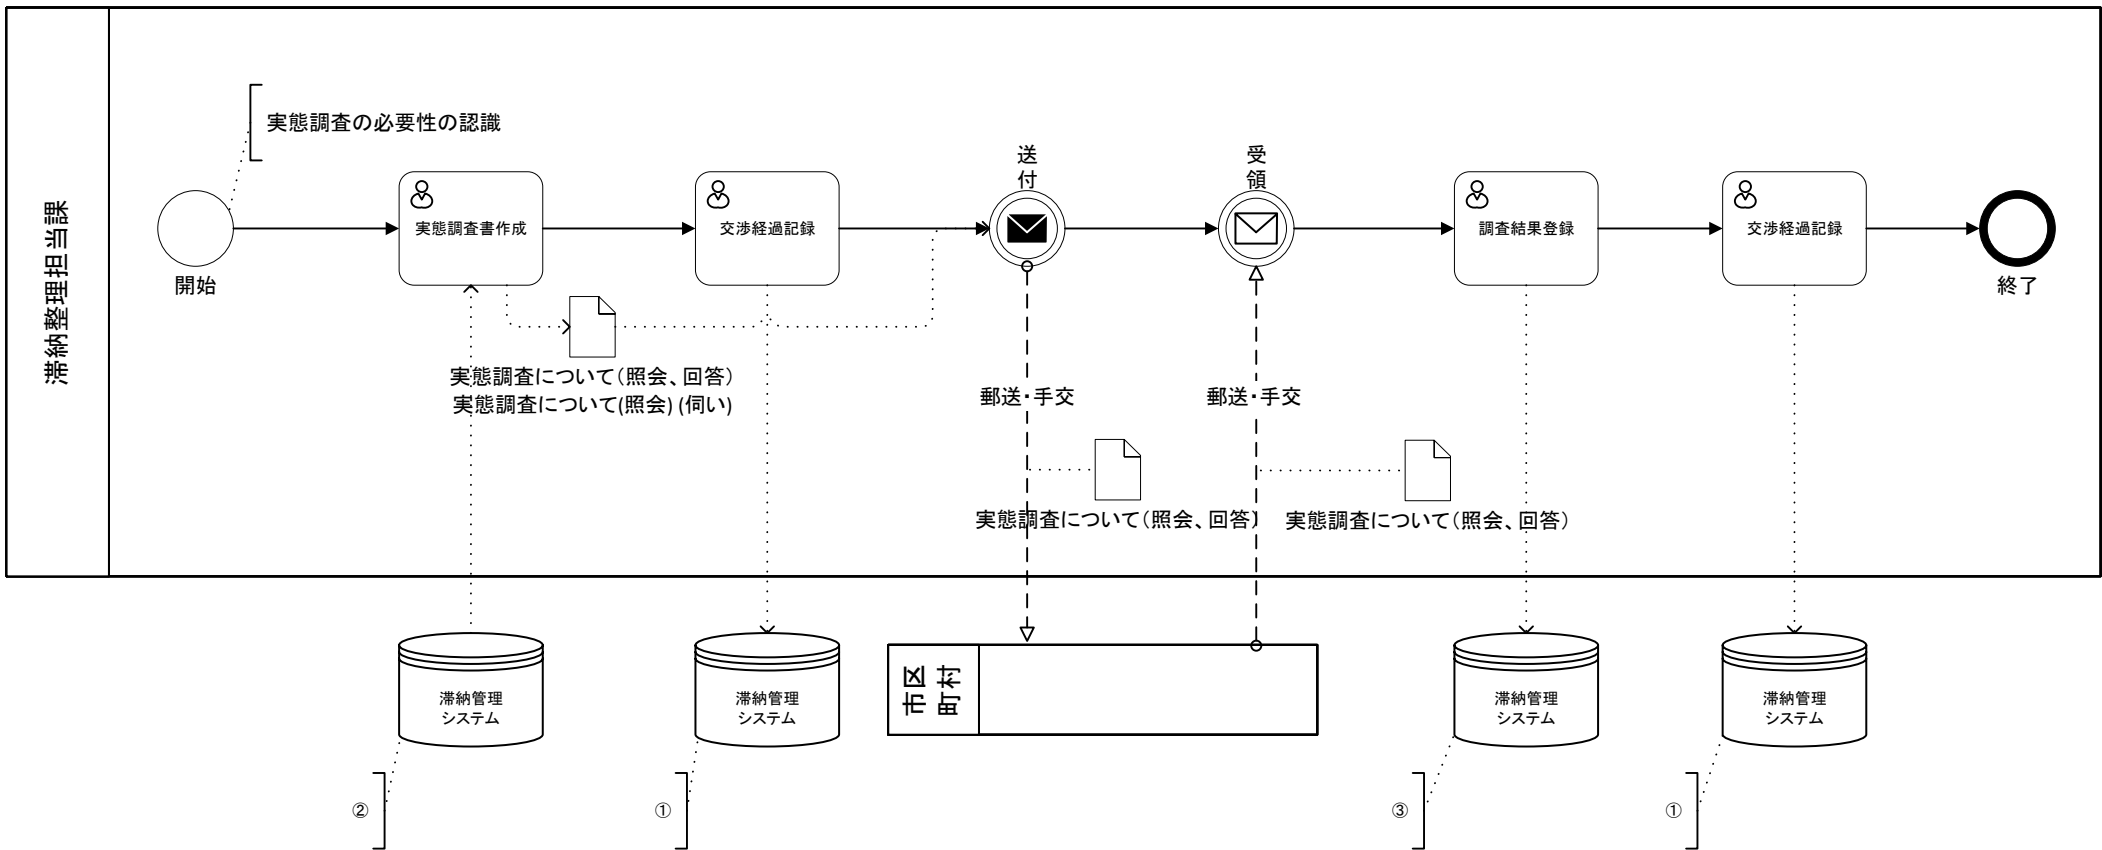 滞納整理担当課
実態調査の必要性の認識
開始
実態調査書作成
交渉経過記録
送付
受領
調査結果登録
交渉経過記録
終了
実態調査について(照会、回答)
実態調査について(照会) (伺い)
郵送・手交
郵送・手交
実態調査について(照会、回答)
実態調査について(照会、回答)
滞納管理
システム
滞納管理
システム
市区
町村
滞納管理
システム
滞納管理
システム
②
①
③
①